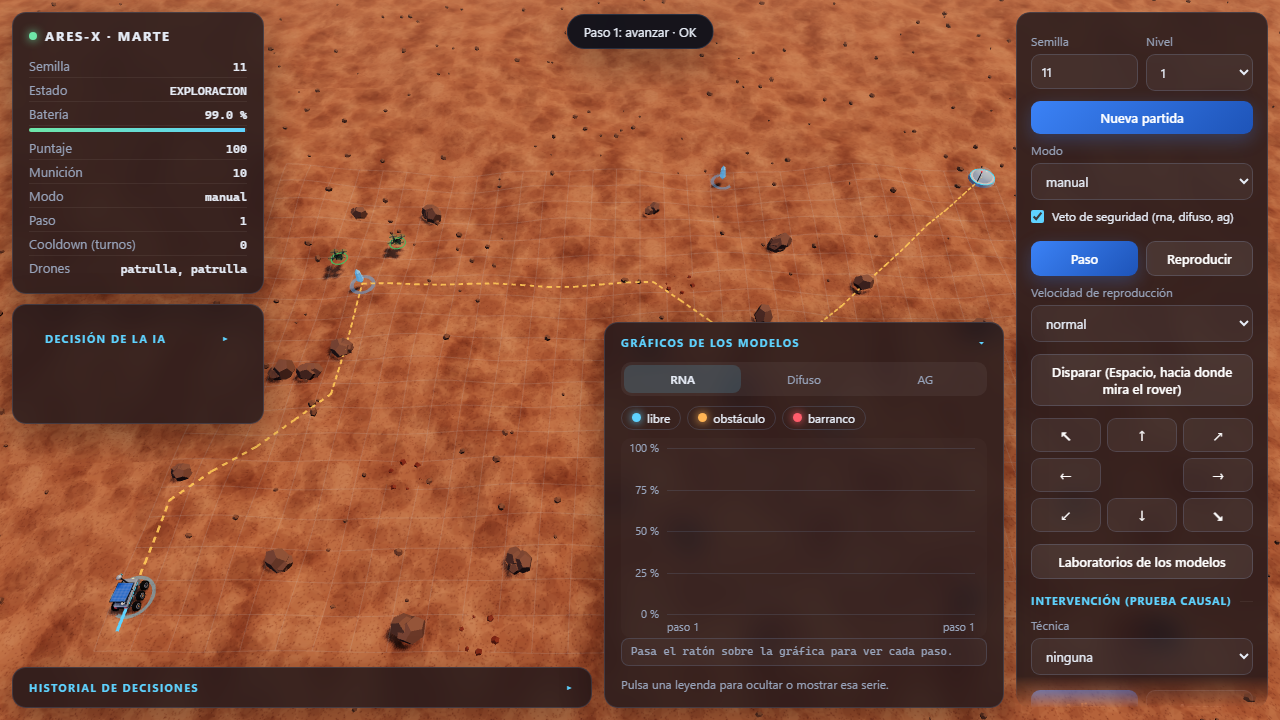 ARES-X · MARTE
Semilla 11
Estado EXPLORACION
Batería 99.0 %
Puntaje 100
Munición 10
Modo manual
Paso 1
Cooldown (turnos) 0
Drones patrulla, patrulla
DECISIÓN DE LA IA
HISTORIAL DE DECISIONES
Paso 1: avanzar · OK
GRÁFICOS DE LOS MODELOS
RNA Difuso AG
libre obstáculo barranco
100 %
75 %
50 %
25 %
0 %
paso 1 paso 1
Pasa el ratón sobre la gráfica para ver cada paso.
Pulsa una leyenda para ocultar o mostrar esa serie.
Semilla Nivel
11 1
Nueva partida
Modo
manual
Veto de seguridad (rna, difuso, ag)
Paso Reproducir
Velocidad de reproducción
normal
Disparar (Espacio, hacia donde
mira el rover)
↖ ↑ ↗
← →
↙ ↓ ↘
Laboratorios de los modelos
INTERVENCIÓN (PRUEBA CAUSAL)
Técnica
ninguna